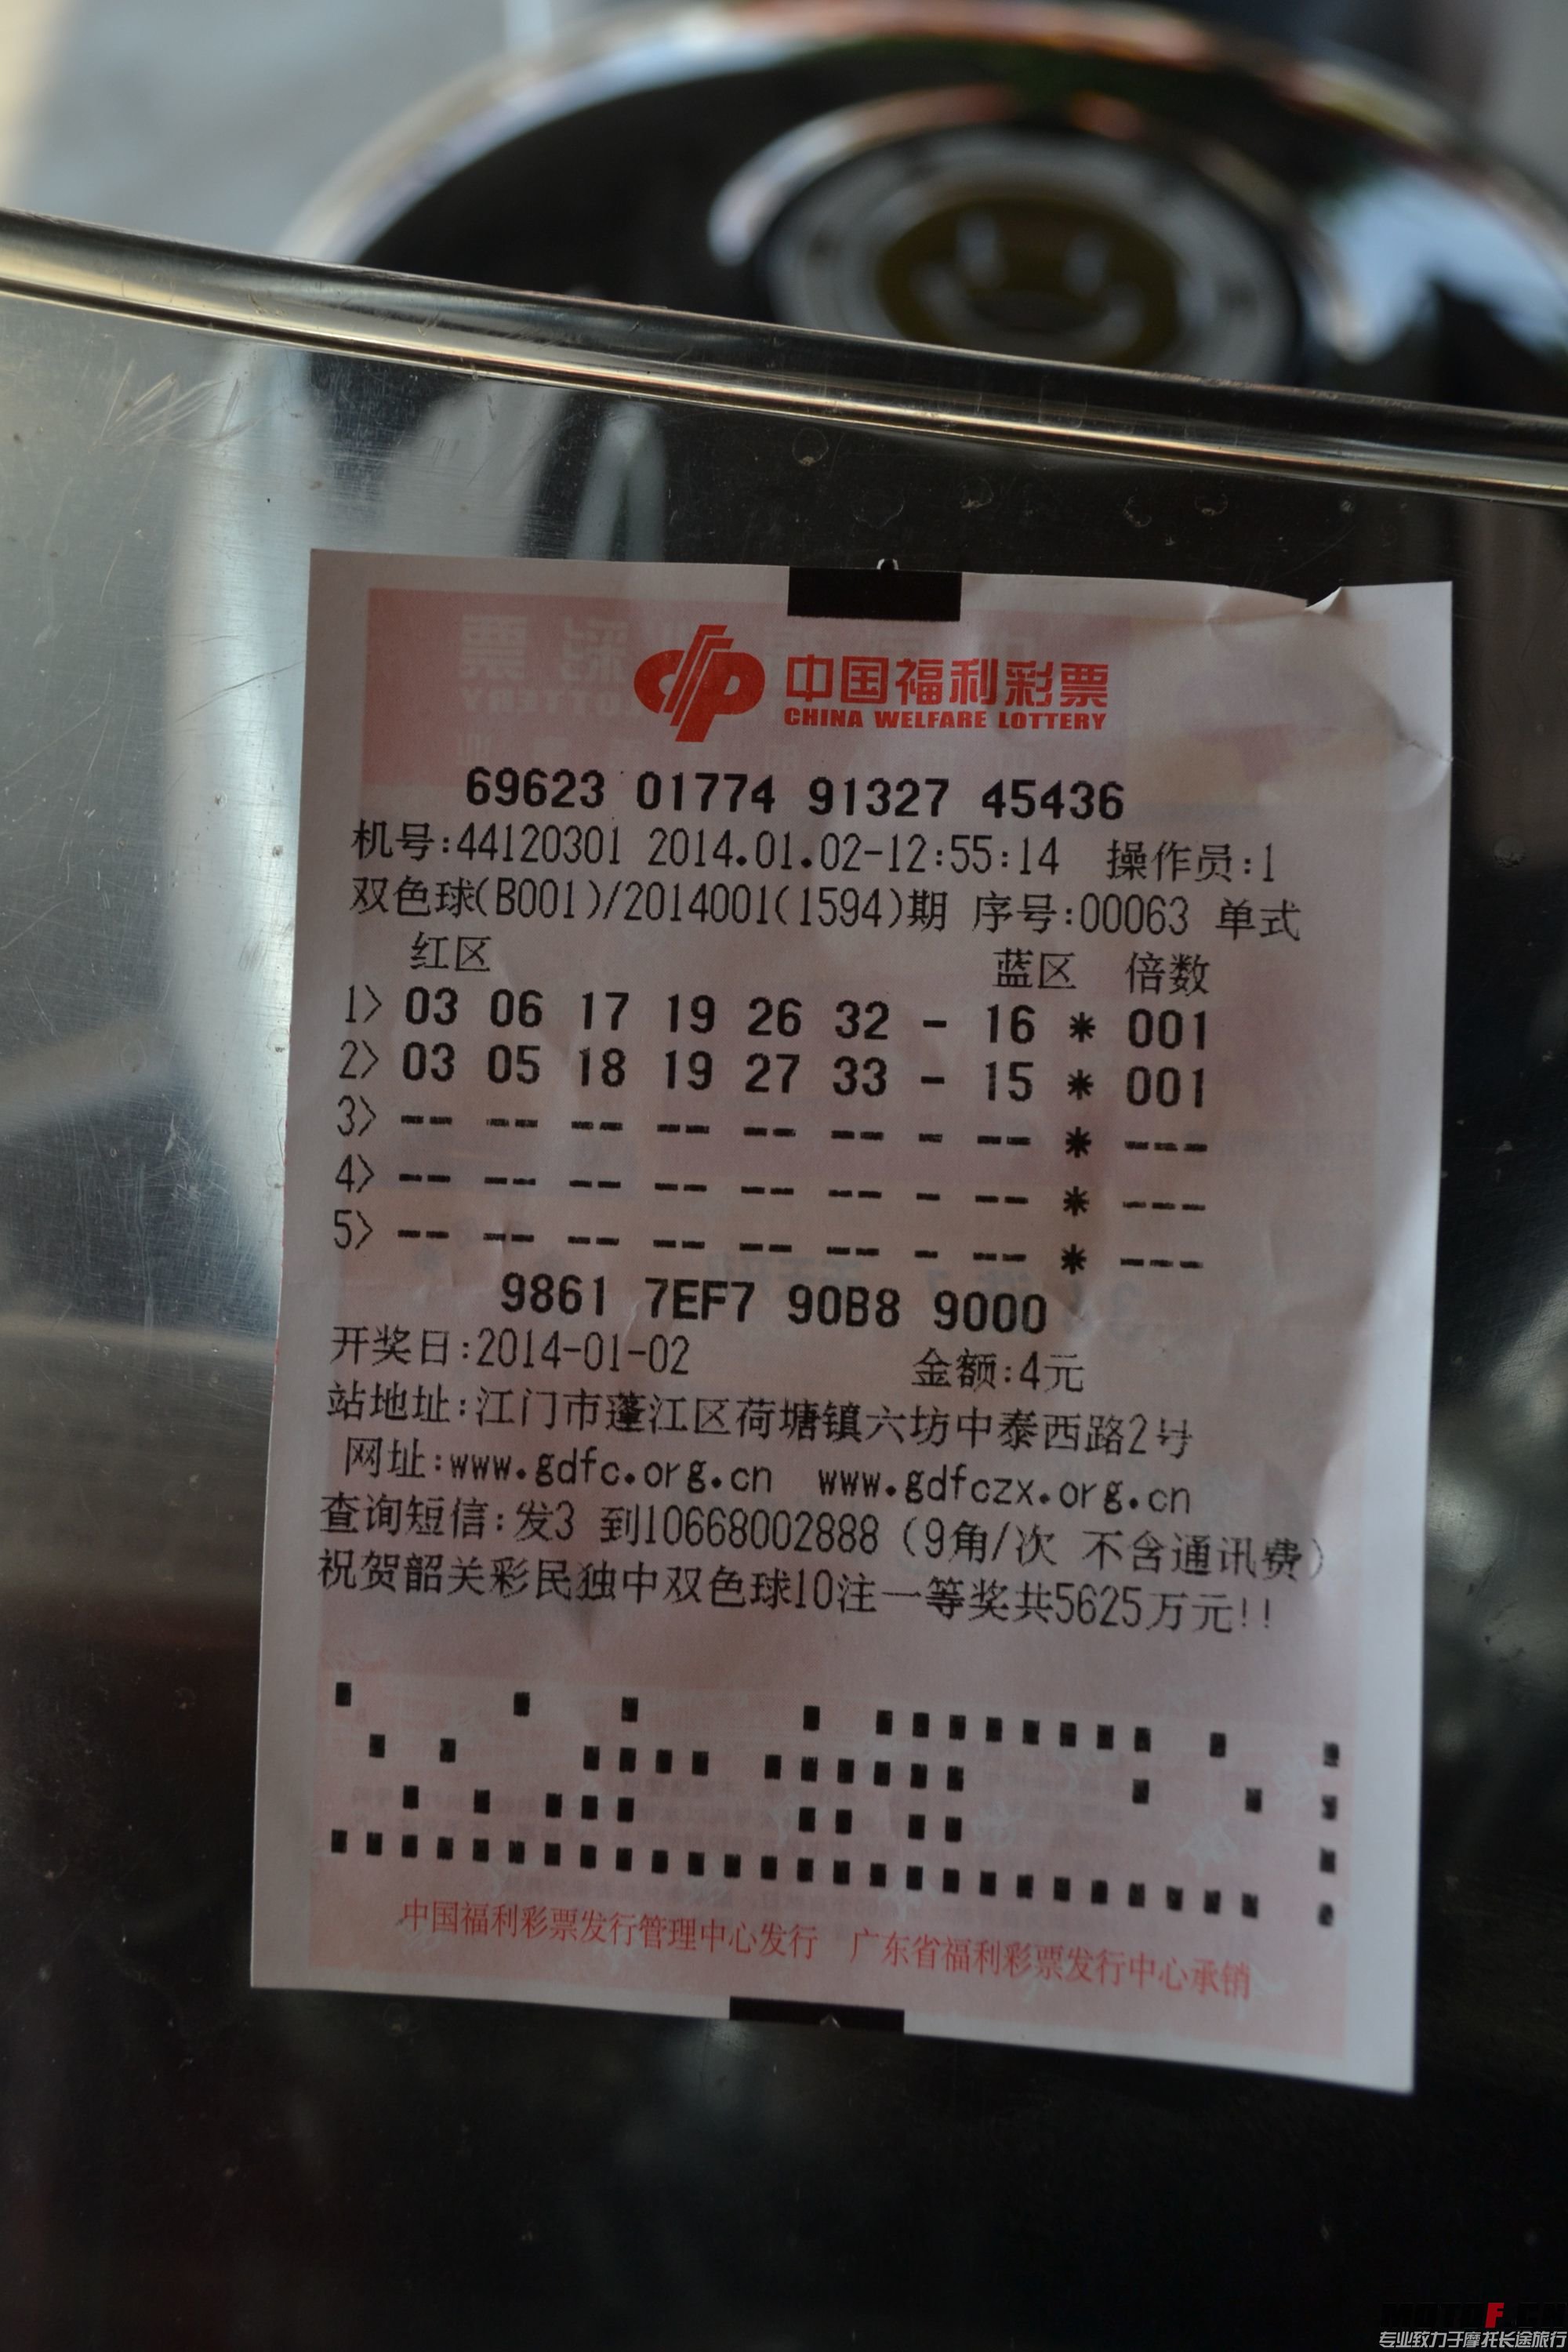 中国福利彩票
CHINA WELFARE LOTTERY
69623 01774 91327 45436
机号:44120301 2014.01.02-12:55:14 操作员:1
双色球(B001)/2014001(1594)期 序号:00063 单式
红区 蓝区 倍数
1> 03 06 17 19 26 32 - 16 * 001
2> 03 05 18 19 27 33 - 15 * 001
3> -- -- -- -- -- -- - -- * ---
4> -- -- -- -- -- -- - -- * ---
5> -- -- -- -- -- -- - -- * ---
9861 7EF7 90B8 9000
开奖日:2014-01-02 金额:4元
站地址:江门市蓬江区荷塘镇六坊中泰西路2号
网址:www.gdfc.org.cn www.gdfczx.org.cn
查询短信:发3 到10668002888 (9角/次 不含通讯费)
祝贺韶关彩民独中双色球10注一等奖共5625万元!!
中国福利彩票发行管理中心发行 广东省福利彩票发行中心承销
专业致力于摩托长途旅行